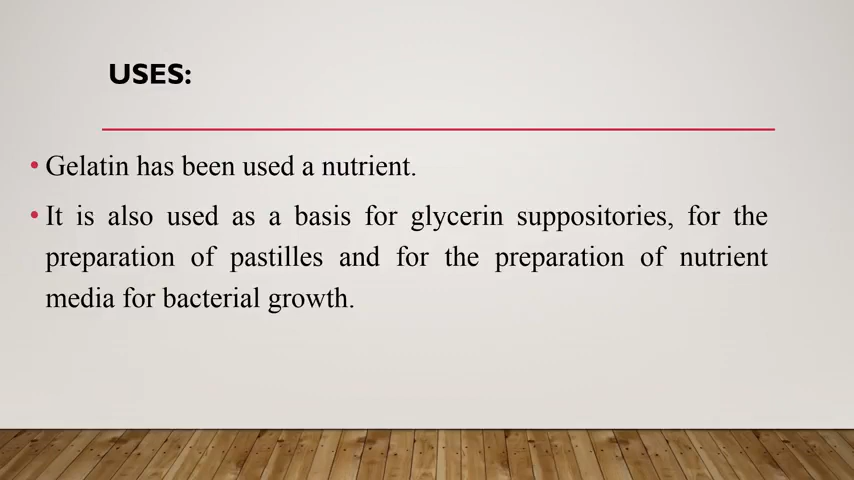 USES:
• Gelatin has been used a nutrient.
• It is also used as a basis for glycerin suppositories, for the
preparation of pastilles and for the preparation of nutrient
media for bacterial growth.